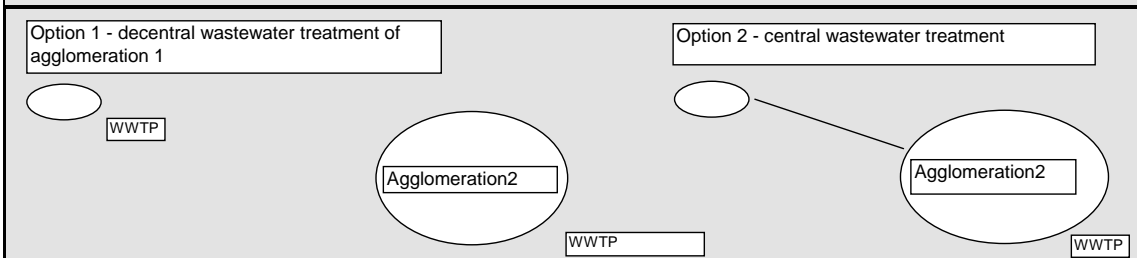 Option 1 - decentral wastewater treatment of
agglomeration 1
WWTP
Agglomeration2
WWTP
Option 2 - central wastewater treatment
Agglomeration2
WWTP